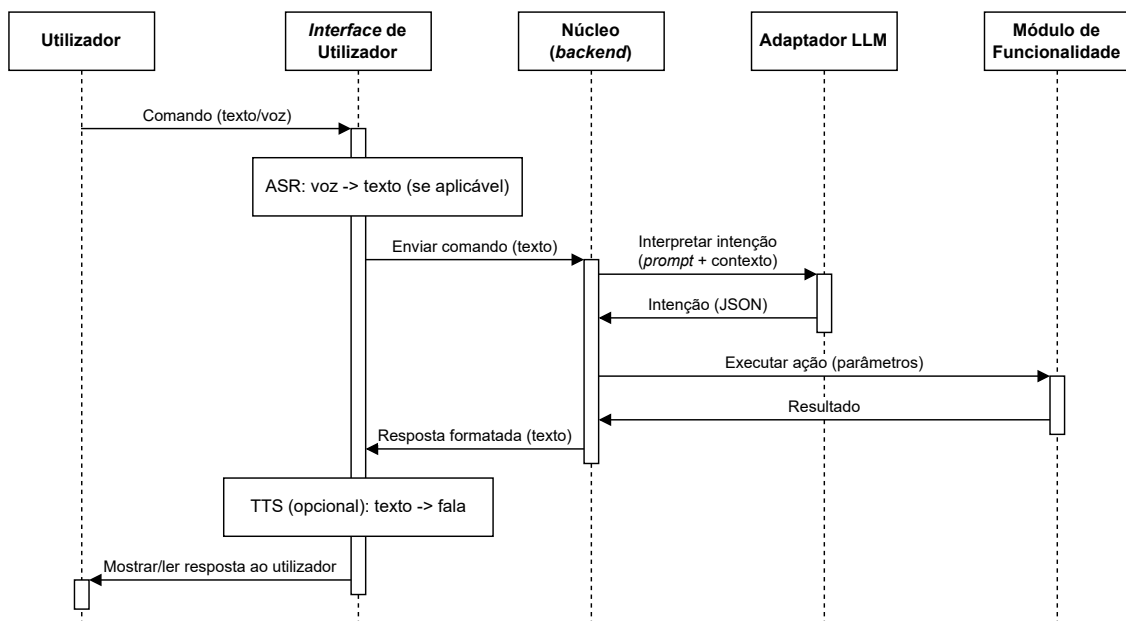 Utilizador
Interface de
Utilizador
Núcleo
(backend)
Adaptador LLM
Módulo de
Funcionalidade
Comando (texto/voz)
ASR: voz -> texto (se aplicável)
Enviar comando (texto)
Interpretar intenção
(prompt + contexto)
Intenção (JSON)
Executar ação (parâmetros)
Resultado
Resposta formatada (texto)
TTS (opcional): texto -> fala
Mostrar/ler resposta ao utilizador